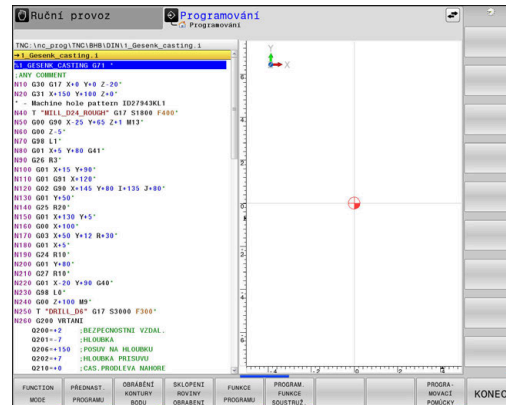 Ruční provoz
Programování
Programování
TNC:\nc_prog\TNC\BHB\DIN\1_Gesenk_casting.i
→1_Gesenk_casting.i
%1_GESENK_CASTING G71 *
;ANY COMMENT
N10 G30 G17 X+0 Y+0 Z-20*
N20 G31 X+150 Y+100 Z+0*
* - Machine hole pattern ID27943KL1
N40 T "MILL_D24_ROUGH" G17 S1800 F400*
N50 G00 G90 X-25 Y+65 Z+1 M13*
N60 G00 Z-5*
N70 G98 L1*
N80 G01 X+5 Y+80 G41*
N90 G26 R3*
N100 G01 X+15 Y+90*
N110 G01 G91 X+120*
N120 G02 G90 X+145 Y+80 I+135 J+80*
N130 G01 Y+50*
N140 G25 R20*
N150 G01 X+130 Y+5*
N160 G00 X+100*
N170 G03 X+50 Y+12 R+30*
N180 G01 X+5*
N190 G24 R10*
N200 G01 Y+80*
N210 G27 R10*
N220 G01 X-20 Y+90 G40*
N230 G98 L0*
N240 G00 Z+100 M9*
N250 T "DRILL_D6" G17 S3000 F300*
N260 G200 VRTANI
Q200=+2 ;BEZPECNOSTNI VZDAL.
Q201=-7 ;HLOUBKA
Q206=+150 ;POSUV NA HLOUBKU
Q202=+7 ;HLOUBKA PRISUVU
Q210=+0 ;CAS.PRODLEVA NAHORE
Y
X
FUNCTION
MODE
PŘEDNAST.
PROGRAMU
OBRÁBĚNÍ
KONTURY
BODU
SKLOPENI
ROVINY
OBRABENI
FUNKCE
PROGRAMU
PROGRAM.
FUNKCE
SOUSTRUŽ.
PROGRA-
MOVACÍ
POMŮCKY
KONEC